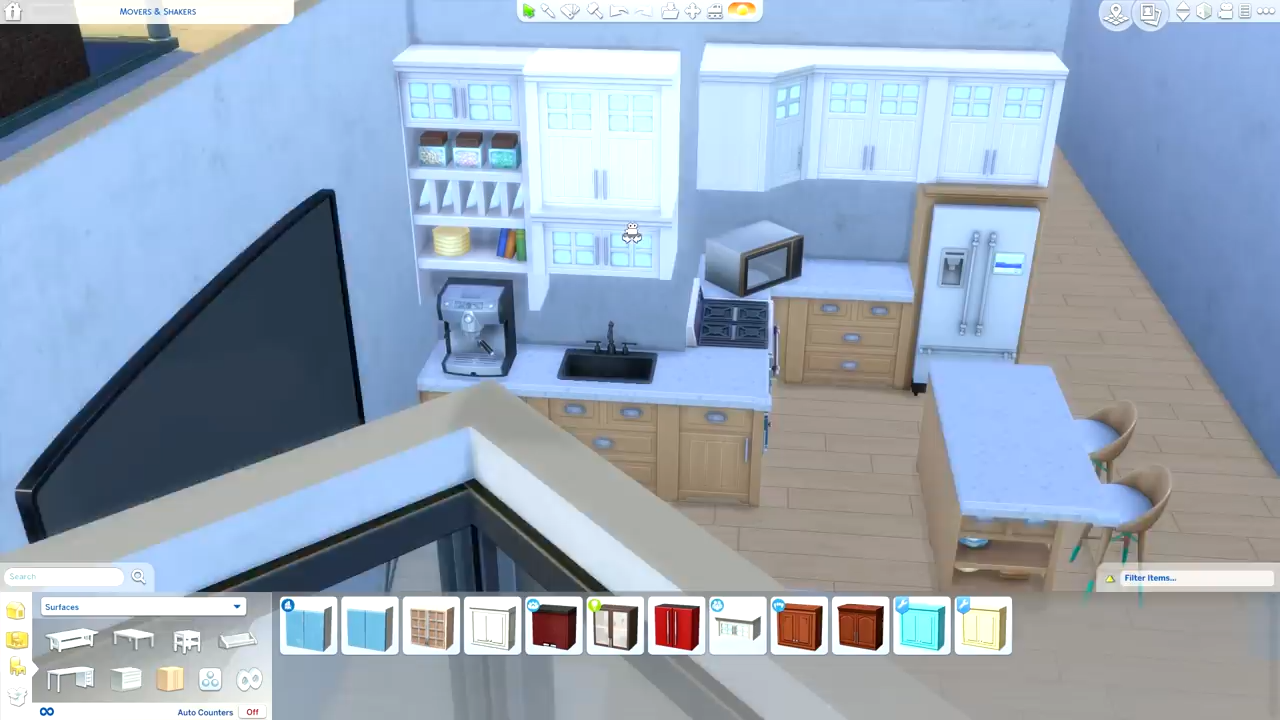 Movers & Shakers
Search
Filter Items...
Surfaces
Auto Counters
Off